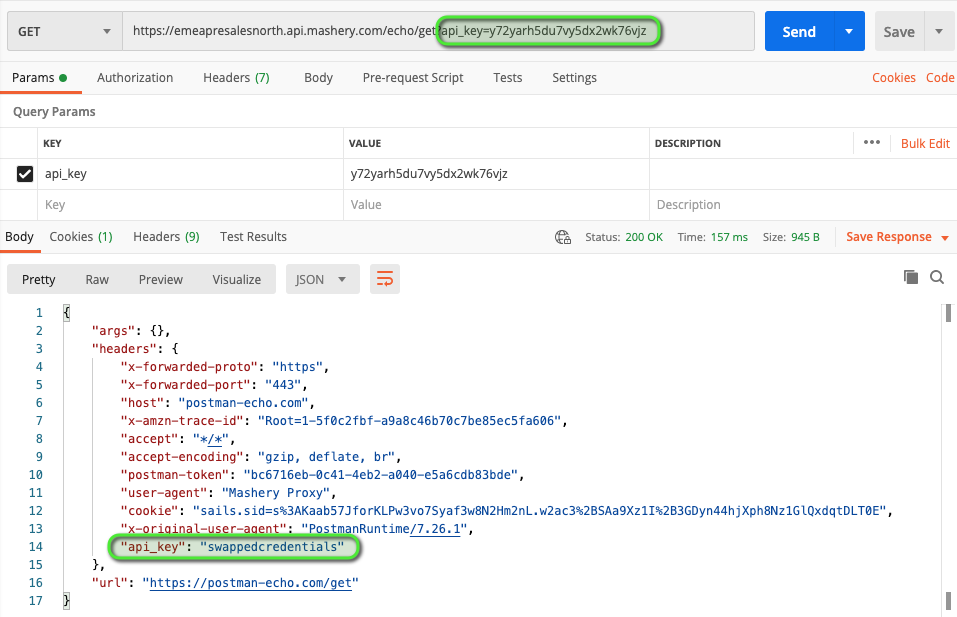 GET https://emeapresalesnorth.api.mashery.com/echo/get?api_key=y72yarh5du7vy5dx2wk76vjz Send Save
Params Authorization Headers (7) Body Pre-request Script Tests Settings Cookies Code
Query Params
KEY VALUE DESCRIPTION ••• Bulk Edit
api_key y72yarh5du7vy5dx2wk76vjz
Key Value Description
Body Cookies (1) Headers (9) Test Results Status: 200 OK Time: 157 ms Size: 945 B Save Response
Pretty Raw Preview Visualize JSON
1 {
2 "args": {},
3 "headers": {
4 "x-forwarded-proto": "https",
5 "x-forwarded-port": "443",
6 "host": "postman-echo.com",
7 "x-amzn-trace-id": "Root=1-5f0c2fbf-a9a8c46b70c7be85ec5fa606",
8 "accept": "*/*",
9 "accept-encoding": "gzip, deflate, br",
10 "postman-token": "bc6716eb-0c41-4eb2-a040-e5a6cdb83bde",
11 "user-agent": "Mashery Proxy",
12 "cookie": "sails.sid=s%3AKaab57JforKLPw3vo7Syaf3w8N2Hm2nL.w2ac3%2BSAa9Xz1I%2B3GDyn44hjXph8Nz1GlQxdqtDLT0E",
13 "x-original-user-agent": "PostmanRuntime/7.26.1",
14 "api_key": "swappedcredentials"
15 },
16 "url": "https://postman-echo.com/get"
17 }